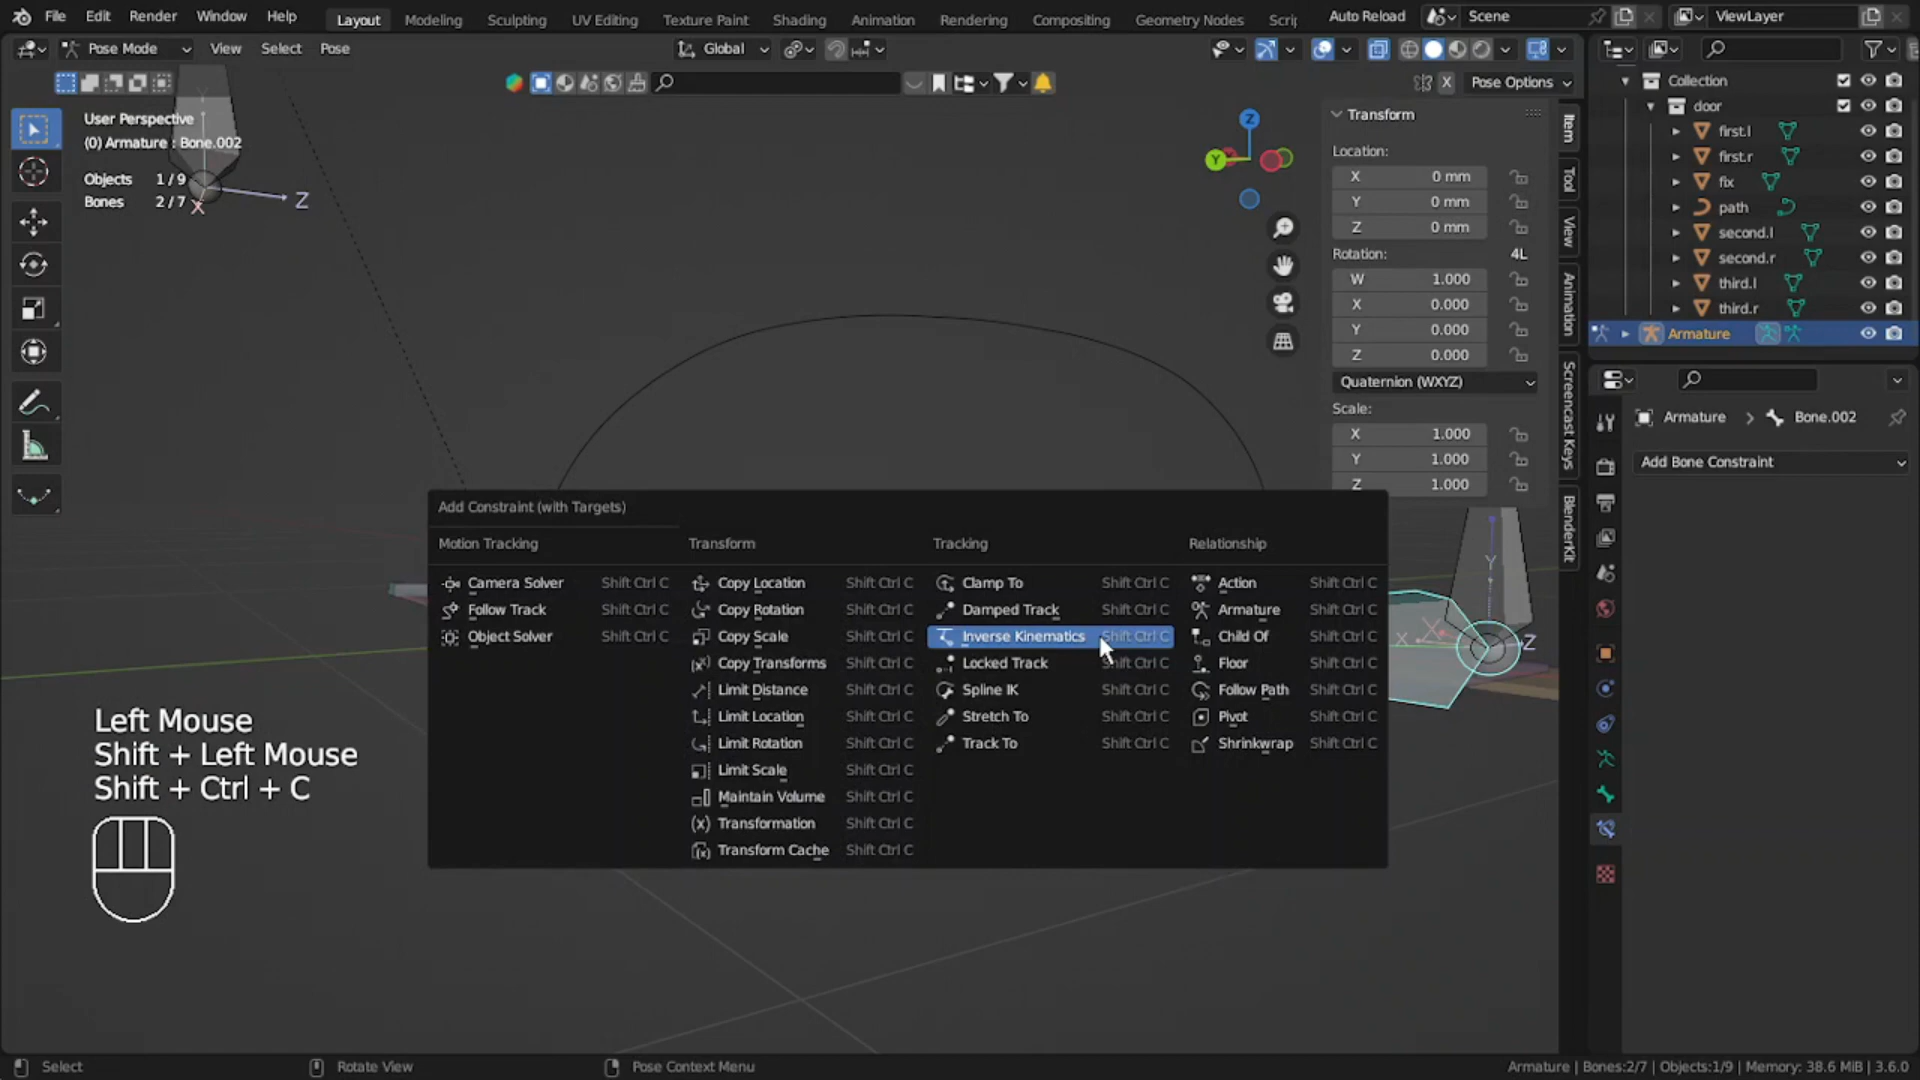 File Edit Render Window Help Layout Modeling Sculpting UV Editing Texture Paint Shading Animation Rendering Compositing Geometry Nodes Scrip Auto Reload Scene ViewLayer
Pose Mode View Select Pose Global
X Pose Options
User Perspective
(0) Armature : Bone.002
Objects 1/9
Bones 2/7
Y
X
Z
Z
Y
Transform
Location:
X 0 mm
Y 0 mm
Z 0 mm
Rotation: 4L
W 1.000
X 0.000
Y 0.000
Z 0.000
Quaternion (WXYZ)
Scale:
X 1.000
Y 1.000
Z 1.000
Item
Tool
View
Animation
Screencast Keys
BlenderKit
Collection
door
first.l
first.r
fix
path
second.l
second.r
third.l
third.r
Armature
Armature > Bone.002
Add Bone Constraint
Add Constraint (with Targets)
Motion Tracking Transform Tracking Relationship
Camera Solver Shift Ctrl C Copy Location Shift Ctrl C Clamp To Shift Ctrl C Action Shift Ctrl C
Follow Track Shift Ctrl C Copy Rotation Shift Ctrl C Damped Track Shift Ctrl C Armature Shift Ctrl C
Object Solver Shift Ctrl C Copy Scale Shift Ctrl C Inverse Kinematics Shift Ctrl C Child Of Shift Ctrl C
Copy Transforms Shift Ctrl C Locked Track Shift Ctrl C Floor Shift Ctrl C
Limit Distance Shift Ctrl C Spline IK Shift Ctrl C Follow Path Shift Ctrl C
Limit Location Shift Ctrl C Stretch To Shift Ctrl C Pivot Shift Ctrl C
Limit Rotation Shift Ctrl C Track To Shift Ctrl C Shrinkwrap Shift Ctrl C
Limit Scale Shift Ctrl C
Maintain Volume Shift Ctrl C
Transformation Shift Ctrl C
Transform Cache Shift Ctrl C
Y
X
Z
Left Mouse
Shift + Left Mouse
Shift + Ctrl + C
Select Rotate View Pose Context Menu Armature | Bones:2/7 | Objects:1/9 | Memory: 38.6 MiB | 3.6.0